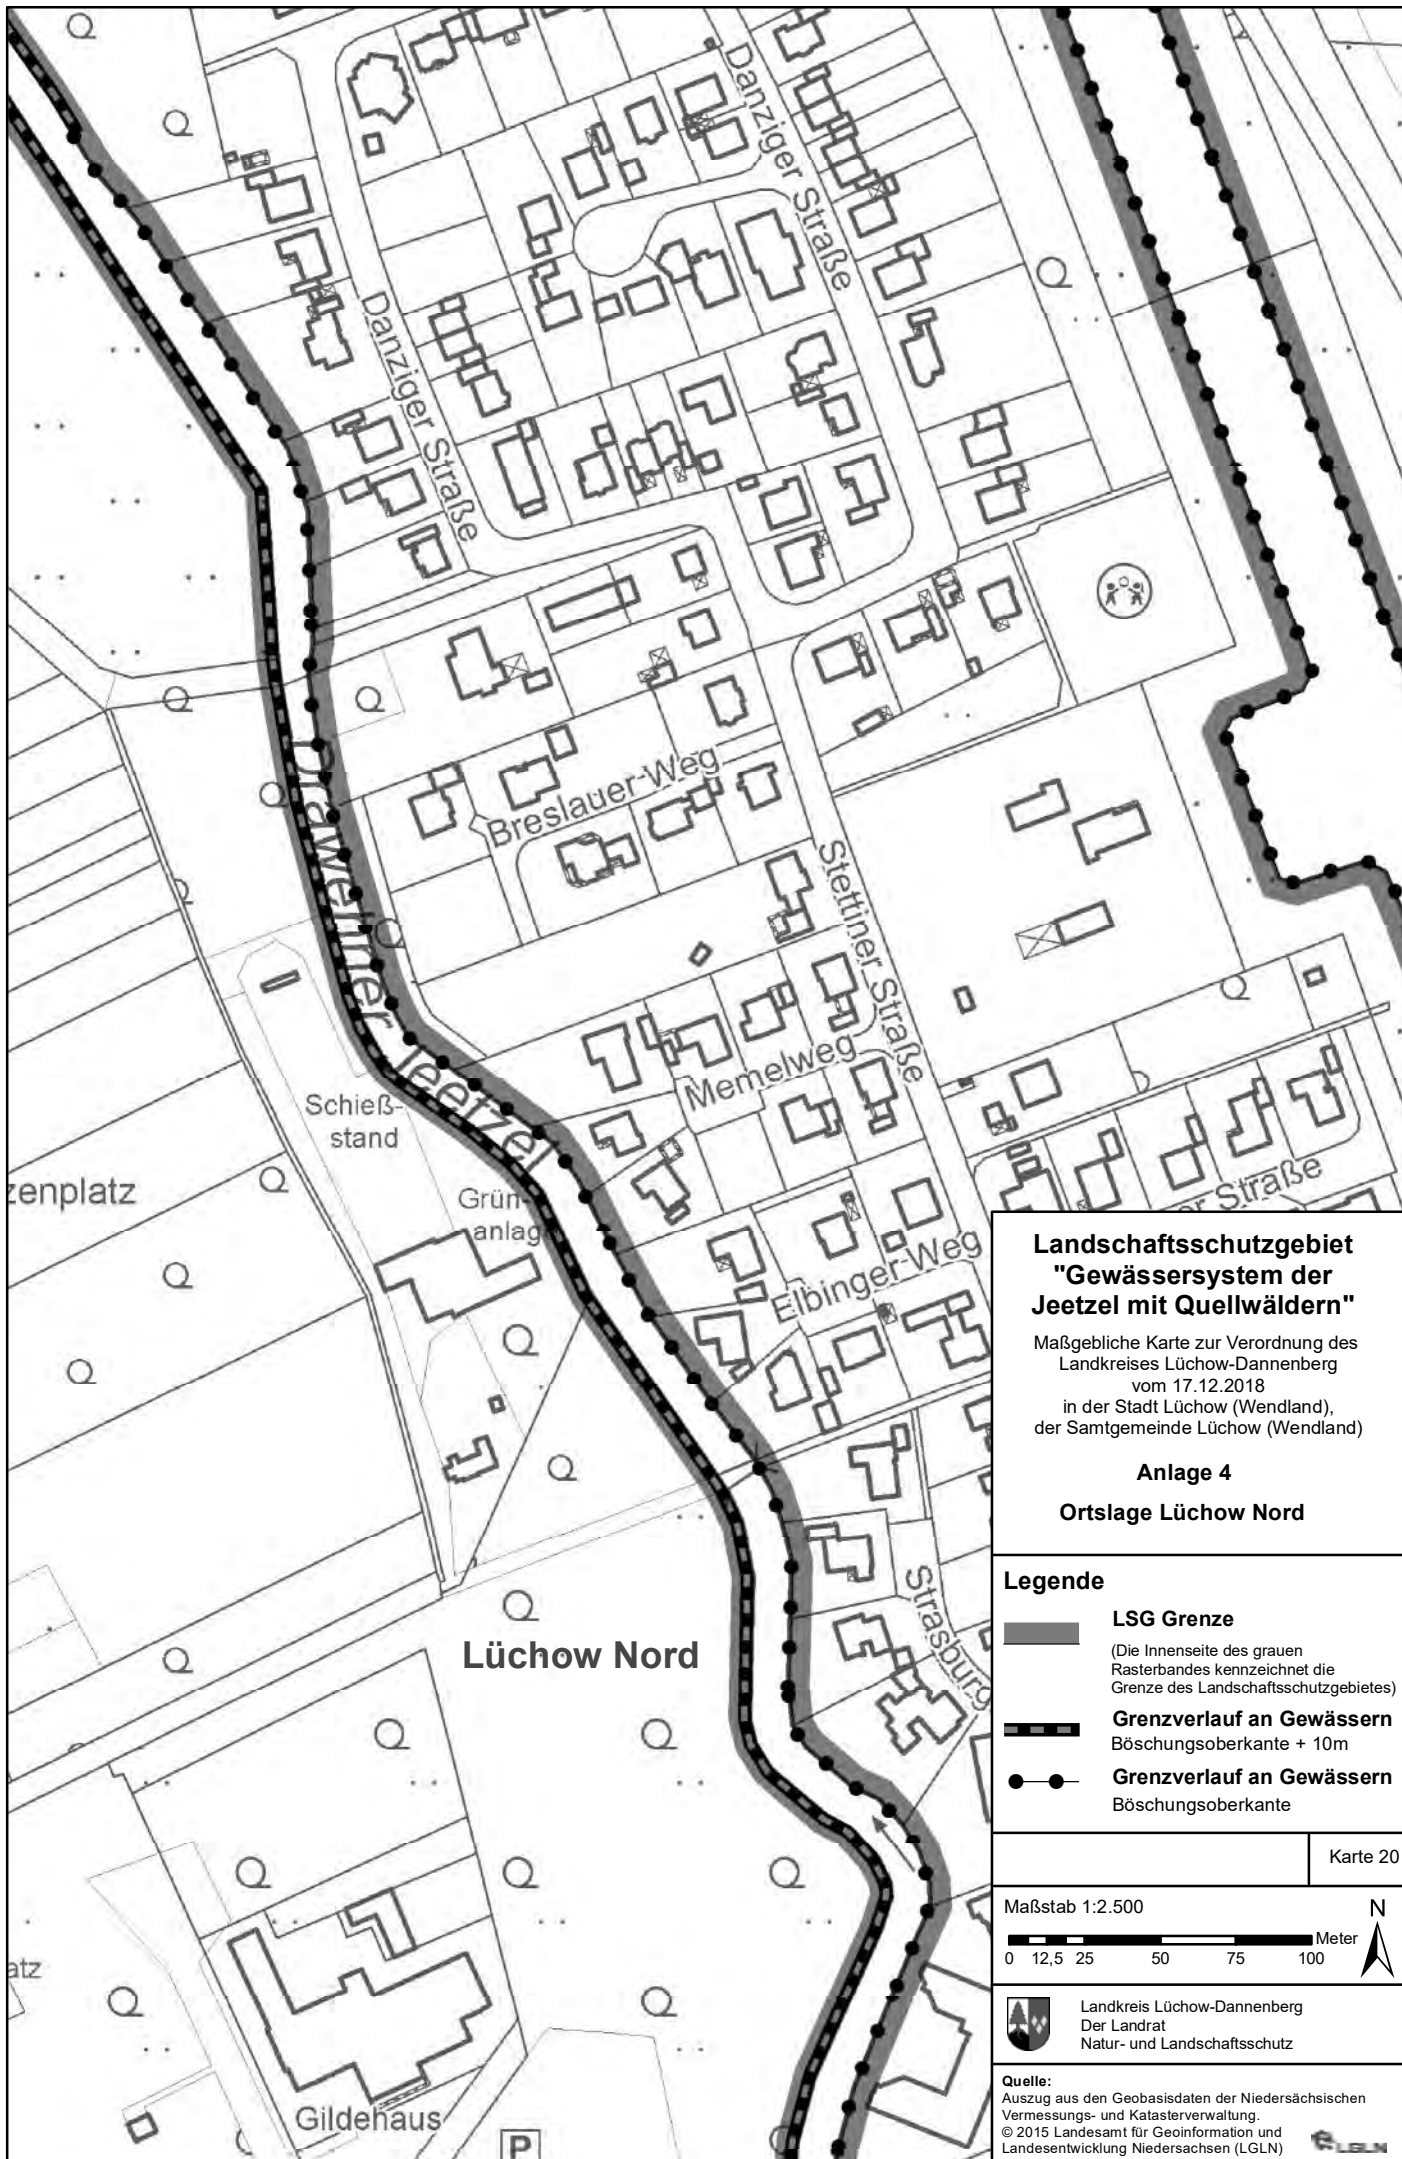 Danziger Straße
Danziger Straße
Breslauer-Weg
Stettiner Straße
Drawehner Jeetzel
Memelweg
Schieß-
stand
zenplatz
Grün-
anlage
Elbinger-Weg
er Straße
Strasburg
Lüchow Nord
atz
Gildehaus
P
Landschaftsschutzgebiet
"Gewässersystem der
Jeetzel mit Quellwäldern"
Maßgebliche Karte zur Verordnung des
Landkreises Lüchow-Dannenberg
vom 17.12.2018
in der Stadt Lüchow (Wendland),
der Samtgemeinde Lüchow (Wendland)
Anlage 4
Ortslage Lüchow Nord
Legende
LSG Grenze
(Die Innenseite des grauen
Rasterbandes kennzeichnet die
Grenze des Landschaftsschutzgebietes)
Grenzverlauf an Gewässern
Böschungsoberkante + 10m
Grenzverlauf an Gewässern
Böschungsoberkante
Karte 20
Maßstab 1:2.500
N
Meter
0 12,5 25 50 75 100
Landkreis Lüchow-Dannenberg
Der Landrat
Natur- und Landschaftsschutz
Quelle:
Auszug aus den Geobasisdaten der Niedersächsischen
Vermessungs- und Katasterverwaltung.
© 2015 Landesamt für Geoinformation und
Landesentwicklung Niedersachsen (LGLN)
LGLN